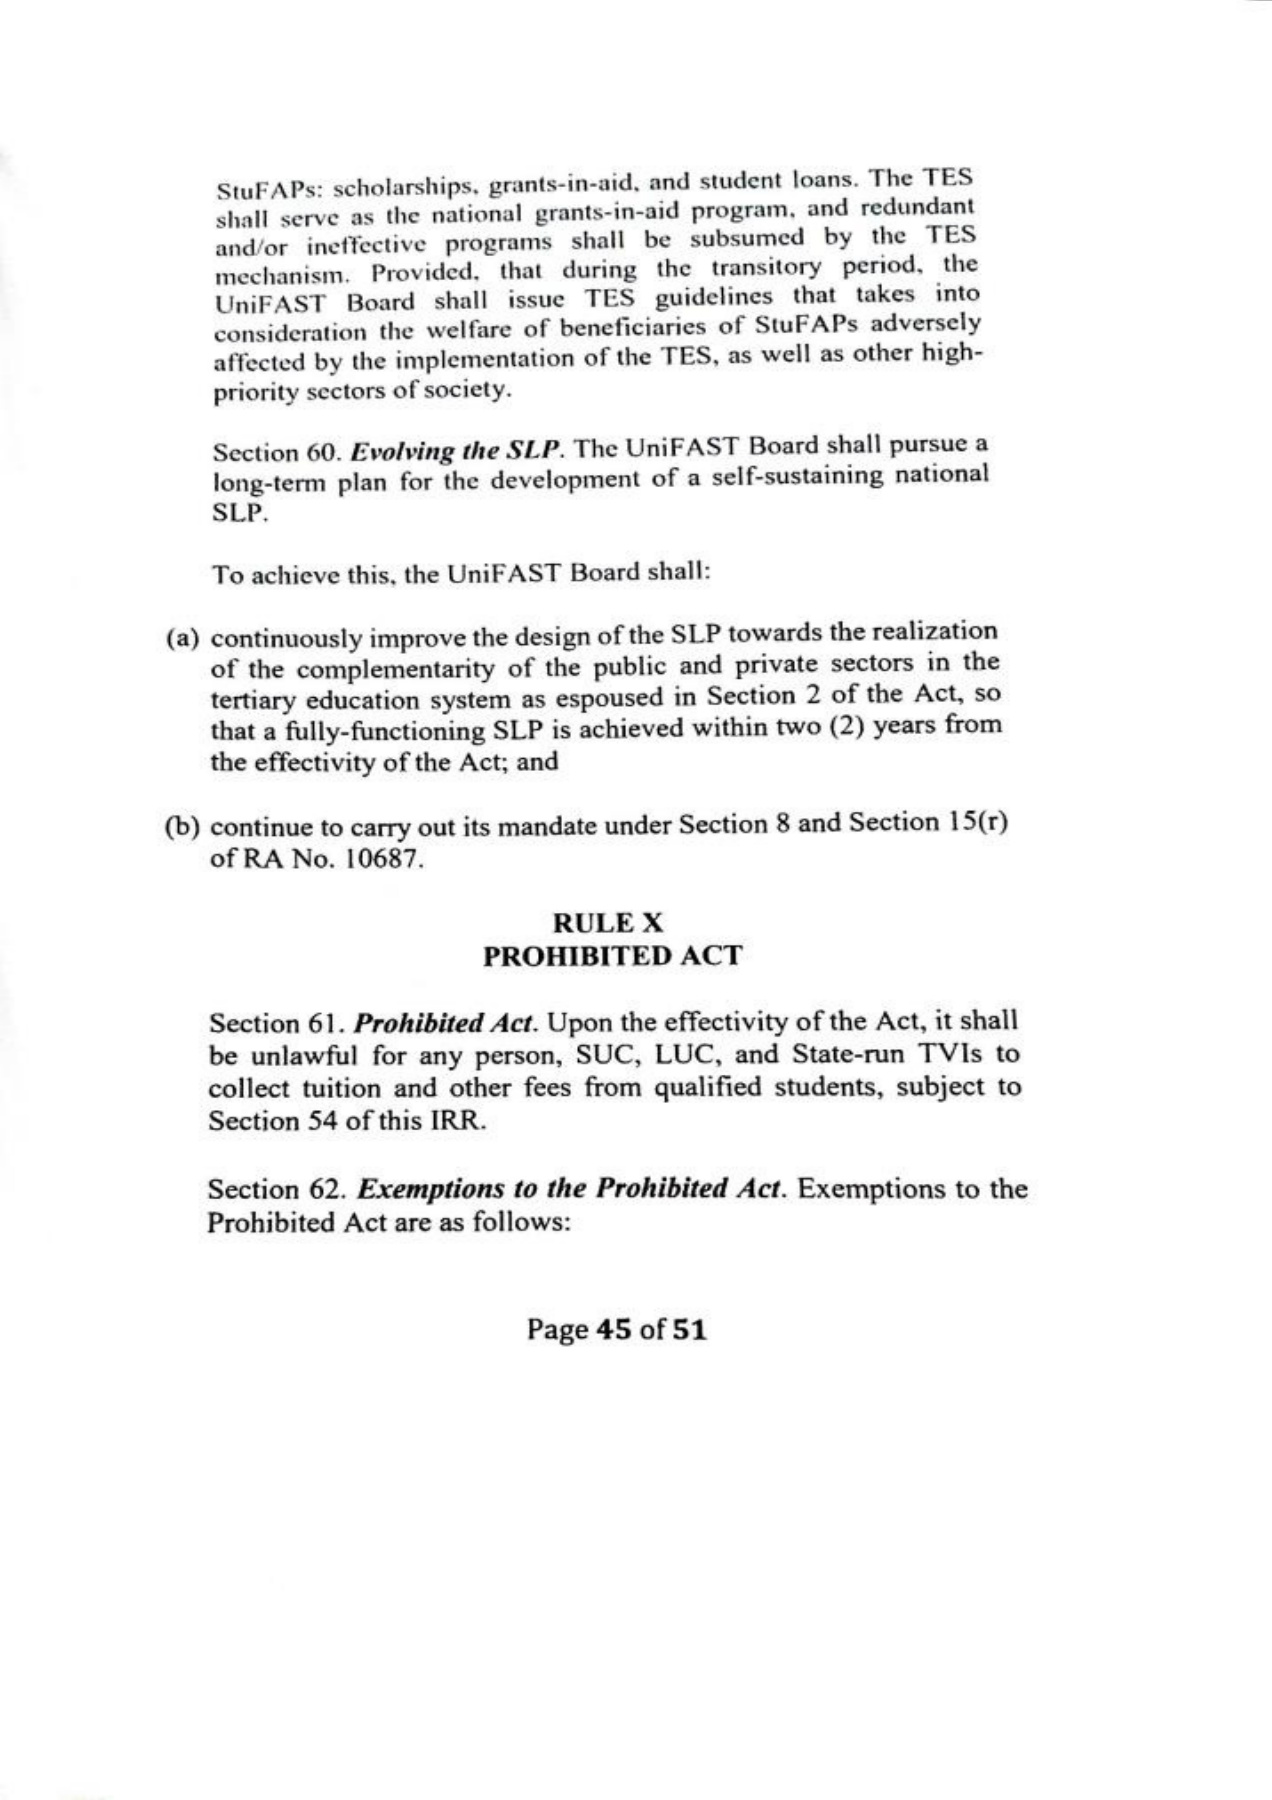 StuFAPs: scholarships, grants-in-aid, and student loans. The TES
shall serve as the national grants-in-aid program, and redundant
and/or ineffective programs shall be subsumed by the TES
mechanism. Provided, that during the transitory period, the
UniFAST Board shall issue TES guidelines that takes into
consideration the welfare of beneficiaries of StuFAPs adversely
affected by the implementation of the TES, as well as other high-
priority sectors of society.
Section 60. Evolving the SLP. The UniFAST Board shall pursue a
long-term plan for the development of a self-sustaining national
SLP.
To achieve this, the UniFAST Board shall:
(a) continuously improve the design of the SLP towards the realization
of the complementarity of the public and private sectors in the
tertiary education system as espoused in Section 2 of the Act, so
that a fully-functioning SLP is achieved within two (2) years from
the effectivity of the Act; and
(b) continue to carry out its mandate under Section 8 and Section 15(r)
of RA No. 10687.
RULE X
PROHIBITED ACT
Section 61. Prohibited Act. Upon the effectivity of the Act, it shall
be unlawful for any person, SUC, LUC, and State-run TVIs to
collect tuition and other fees from qualified students, subject to
Section 54 of this IRR.
Section 62. Exemptions to the Prohibited Act. Exemptions to the
Prohibited Act are as follows:
Page 45 of 51